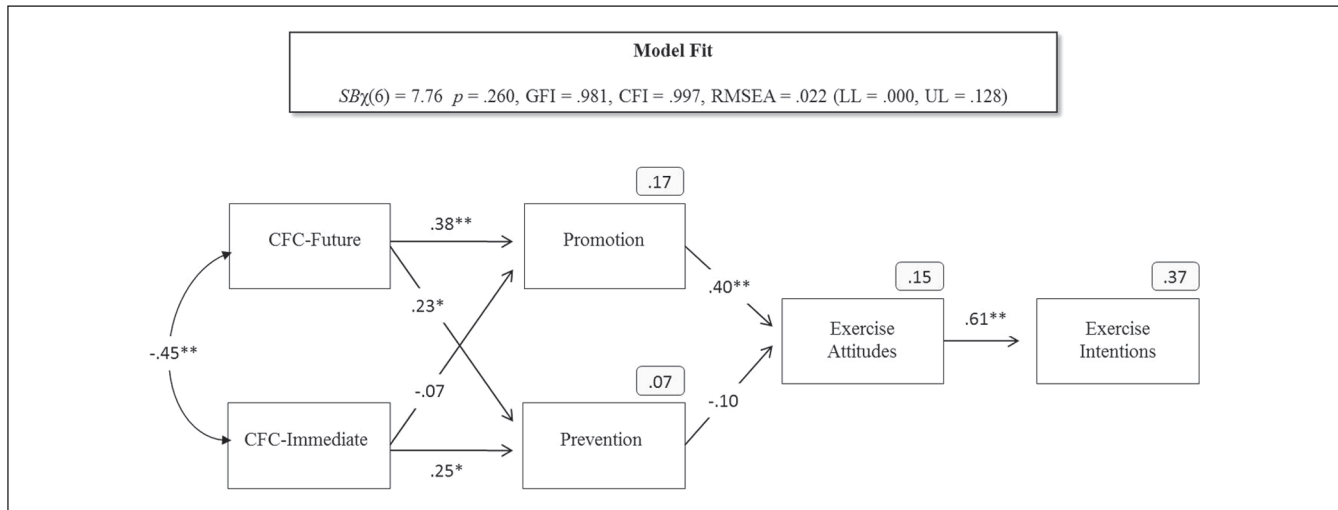 Model Fit
SBχ(6) = 7.76 p = .260, GFI = .981, CFI = .997, RMSEA = .022 (LL = .000, UL = .128)
.17
CFC-Future
.38**
Promotion
.23*
.40**
.15
.37
Exercise
Attitudes
.61**
Exercise
Intentions
-.45**
-.07
.07
-.10
CFC-Immediate
.25*
Prevention